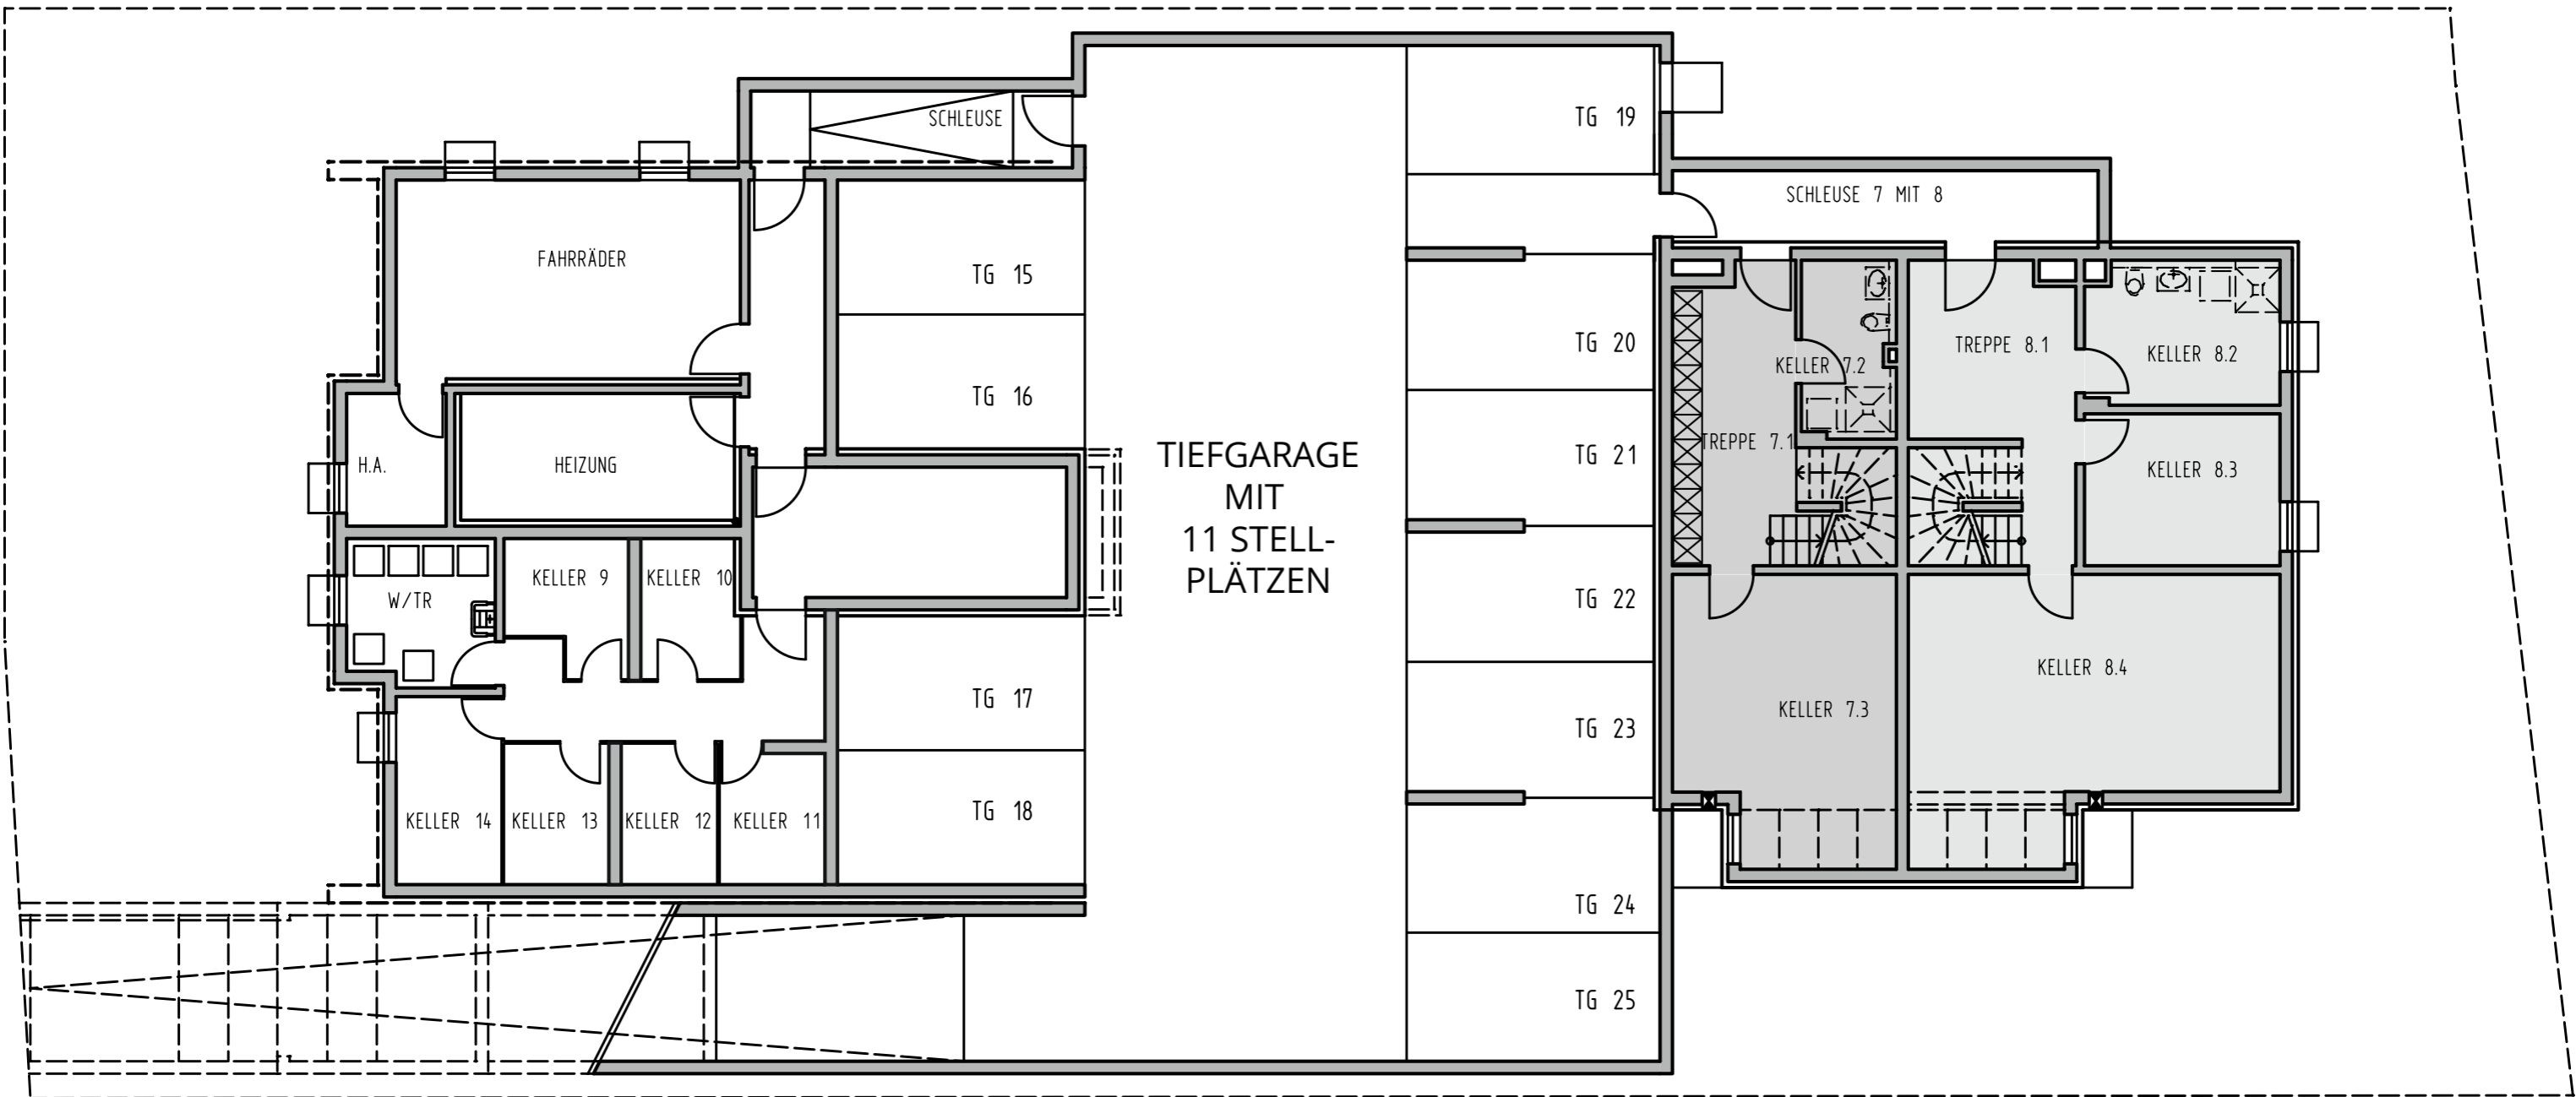 SCHLEUSE
TG 19
SCHLEUSE 7 MIT 8
FAHRRÄDER
TG 15
TG 20
TREPPE 8.1
KELLER 8.2
KELLER 7.2
TG 16
TREPPE 7.1
TIEFGARAGE
MIT
11 STELL-
PLÄTZEN
TG 21
H.A.
HEIZUNG
KELLER 8.3
KELLER 9
KELLER 10
W/TR
TG 22
KELLER 8.4
TG 17
KELLER 7.3
TG 23
TG 18
KELLER 14
KELLER 13
KELLER 12
KELLER 11
TG 24
TG 25